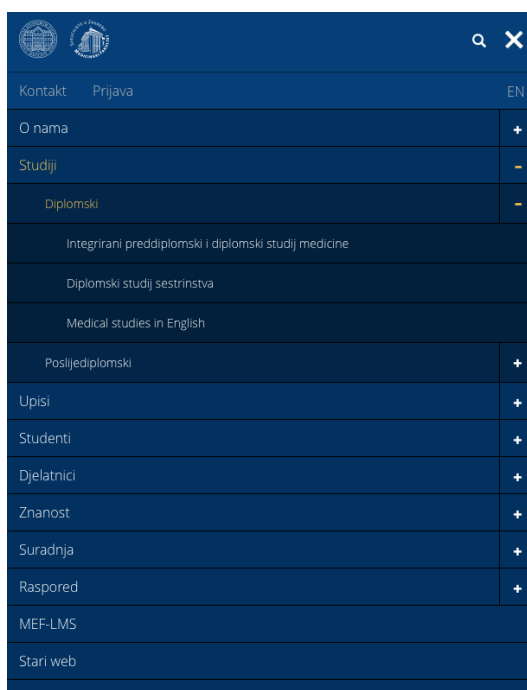 Kontakt Prijava EN
O nama
Studiji
Diplomski
Integrirani preddiplomski i diplomski studij medicine
Diplomski studij sestrinstva
Medical studies in English
Poslijediplomski
Upisi
Studenti
Djelatnici
Znanost
Suradnja
Raspored
MEF-LMS
Stari web